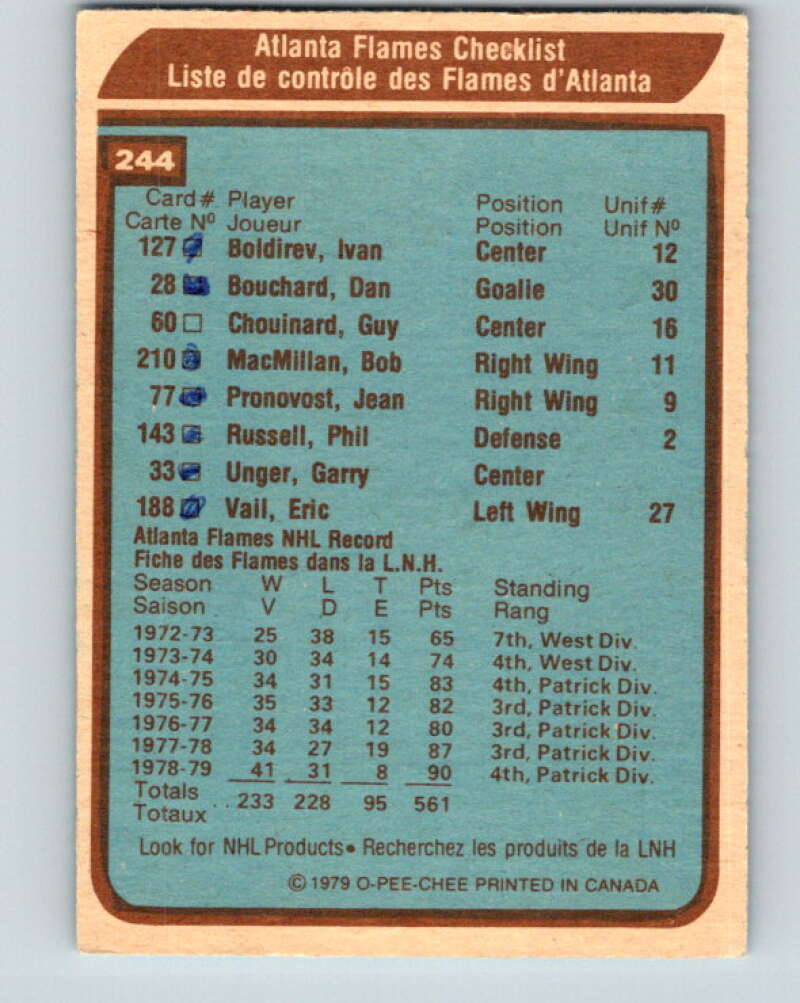 Atlanta Flames Checklist
Liste de contrôle des Flames d'Atlanta
244
Card # Player Position Unif #
Carte Nº Joueur Position Unif Nº
127 Boldirev, Ivan Center 12
28 Bouchard, Dan Goalie 30
60 Chouinard, Guy Center 16
210 MacMillan, Bob Right Wing 11
77 Pronovost, Jean Right Wing 9
143 Russell, Phil Defense 2
33 Unger, Garry Center
188 Vail, Eric Left Wing 27
Atlanta Flames NHL Record
Fiche des Flames dans la L.N.H.
Season W L T Pts Standing
Saison V D E Pts Rang
1972-73 25 38 15 65 7th, West Div.
1973-74 30 34 14 74 4th, West Div.
1974-75 34 31 15 83 4th, Patrick Div.
1975-76 35 33 12 82 3rd, Patrick Div.
1976-77 34 34 12 80 3rd, Patrick Div.
1977-78 34 27 19 87 3rd, Patrick Div.
1978-79 41 31 8 90 4th, Patrick Div.
Totals
Totaux . . 233 228 95 561
Look for NHL Products • Recherchez les produits de la LNH
© 1979 O-PEE-CHEE PRINTED IN CANADA